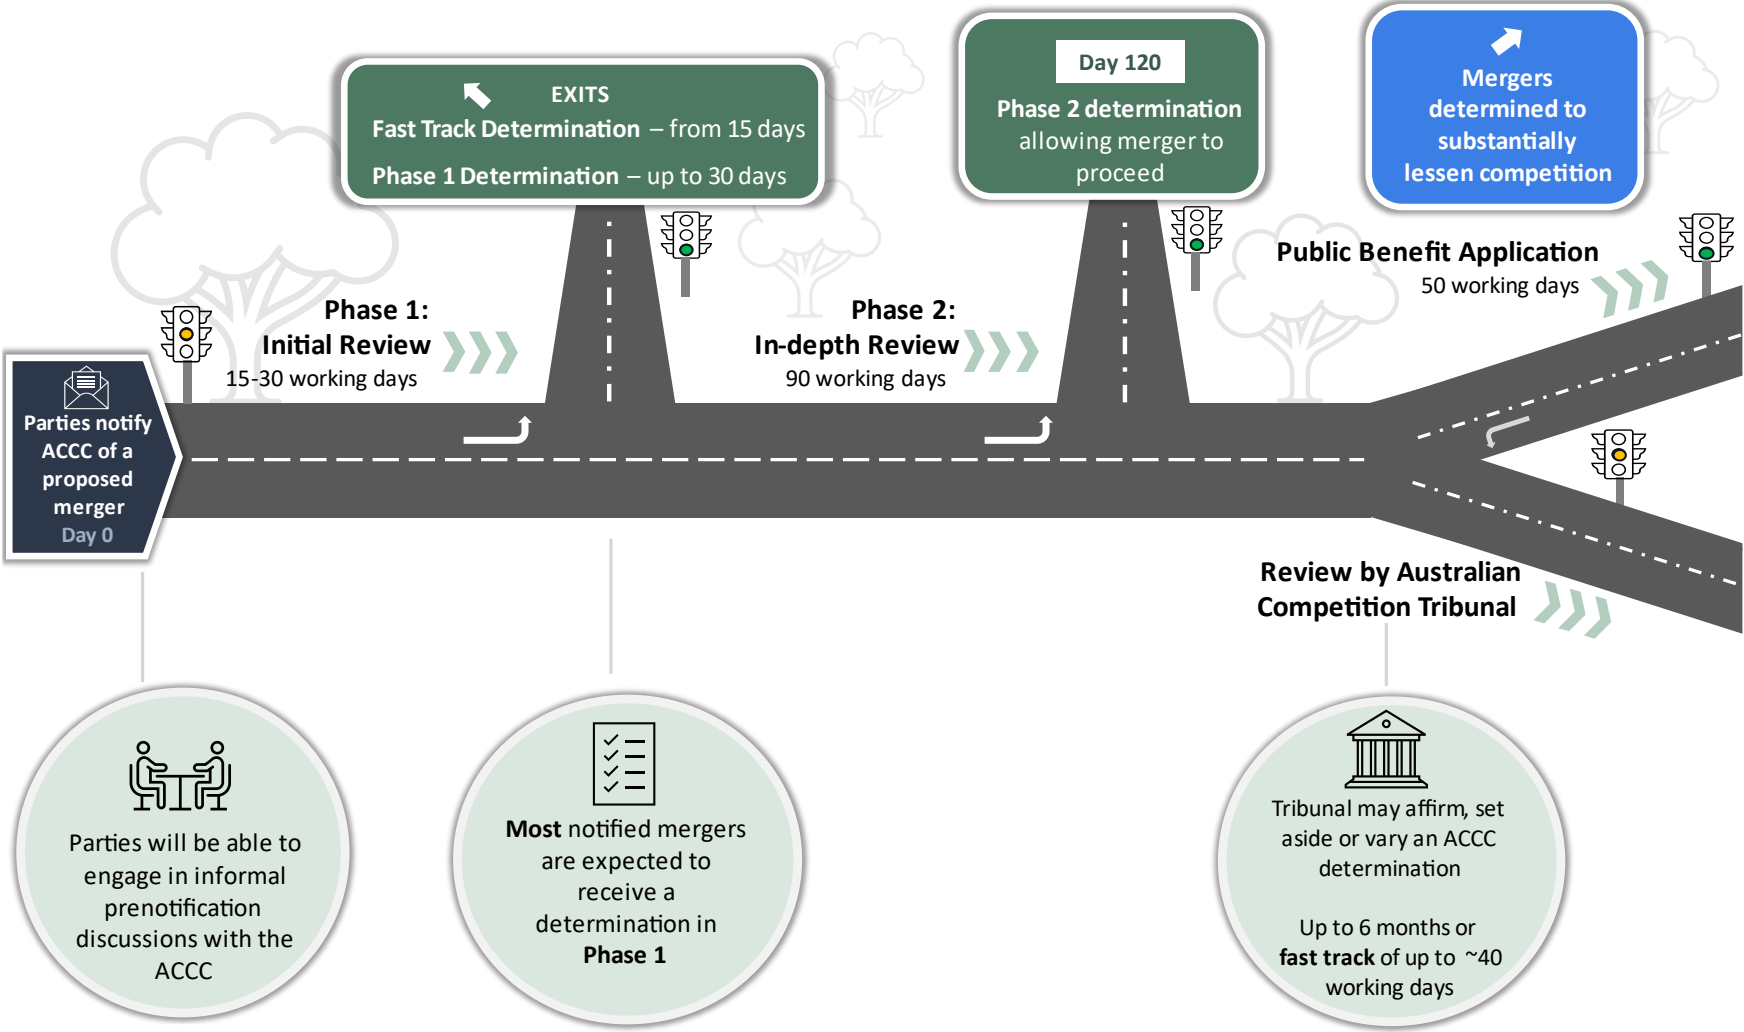 EXITS
Fast Track Determination – from 15 days
Phase 1 Determination – up to 30 days
Day 120
Phase 2 determination
allowing merger to
proceed
Mergers
determined to
substantially
lessen competition
Public Benefit Application
50 working days
Phase 1:
Initial Review
15-30 working days
Phase 2:
In-depth Review
90 working days
Parties notify
ACCC of a
proposed
merger
Day 0
Review by Australian
Competition Tribunal
Parties will be able to
engage in informal
prenotification
discussions with the
ACCC
Most notified mergers
are expected to
receive a
determination in
Phase 1
Tribunal may affirm, set
aside or vary an ACCC
determination
Up to 6 months or
fast track of up to ~40
working days